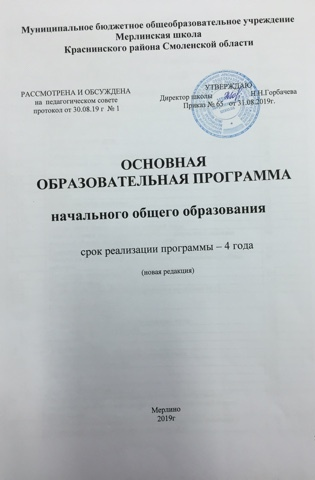 Муниципальное бюджетное общеобразовательное учреждение
Мерлинская школа
Краснинского района Смоленской области
РАССМОТРЕНА И ОБСУЖДЕНА
на педагогическом совете
протокол от 30.08.19 г № 1
УТВЕРЖДАЮ
Директор школы Н.Н.Горбачева
Приказ № 65 от 31.08.2019г.
ОСНОВНАЯ
ОБРАЗОВАТЕЛЬНАЯ ПРОГРАММА
начального общего образования
срок реализации программы – 4 года
(новая редакция)
Мерлино
2019г